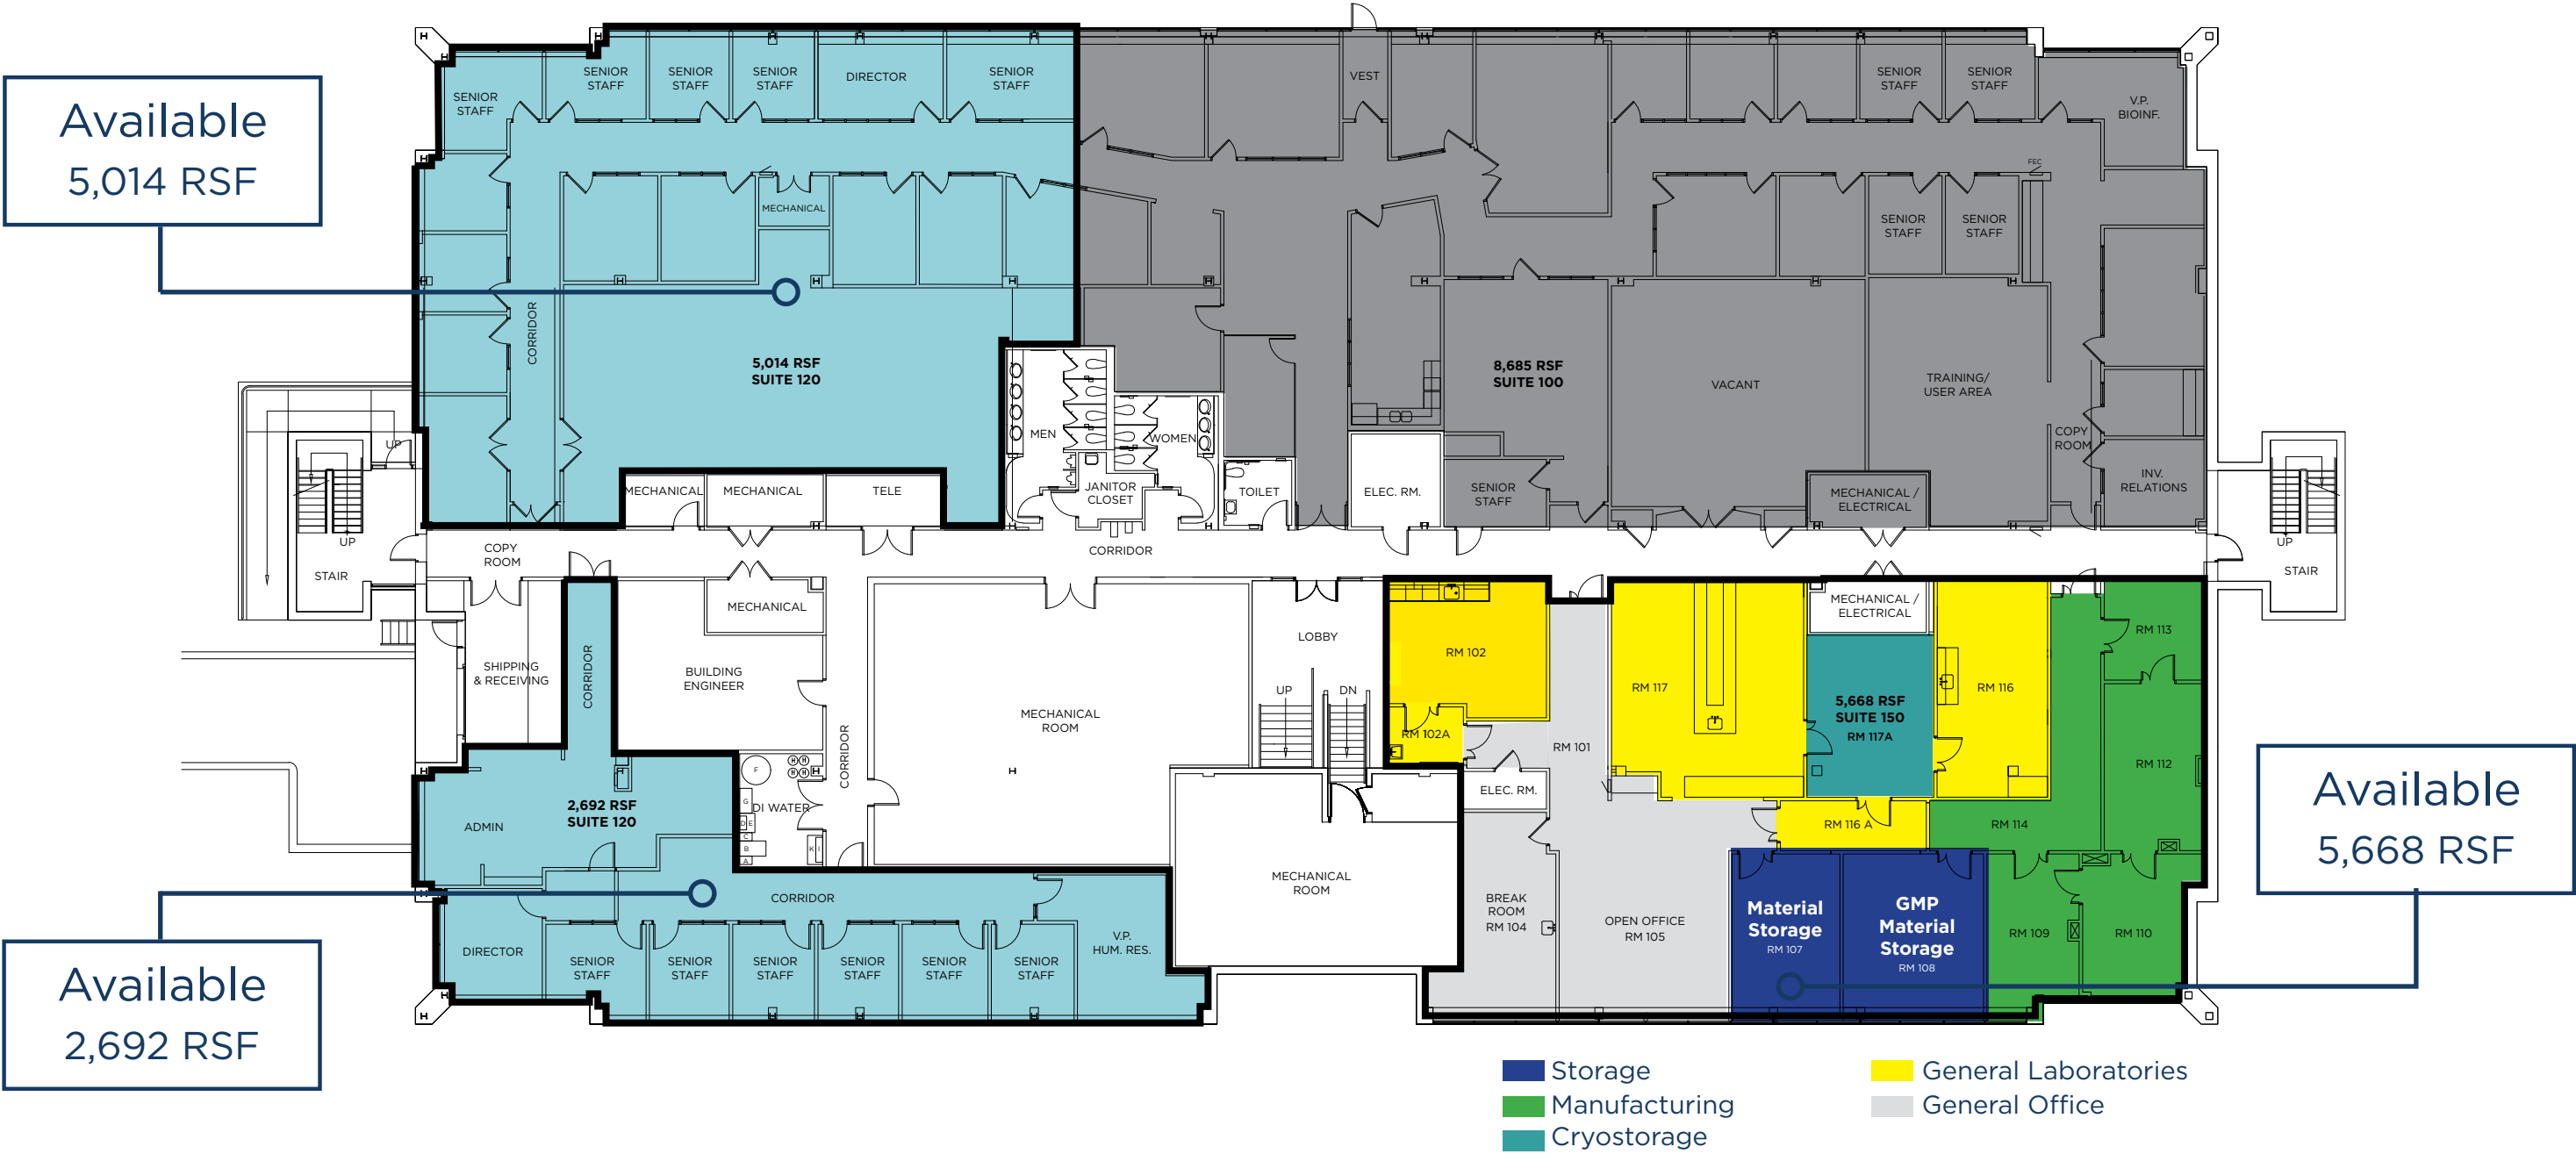 Available
5,014 RSF
SENIOR
STAFF
SENIOR
STAFF
SENIOR
STAFF
SENIOR
STAFF
DIRECTOR
SENIOR
STAFF
MECHANICAL
CORRIDOR
5,014 RSF
SUITE 120
MECHANICAL
MECHANICAL
TELE
VEST
SENIOR
STAFF
SENIOR
STAFF
V.P.
BIOINF.
FEC
SENIOR
STAFF
SENIOR
STAFF
8,685 RSF
SUITE 100
VACANT
TRAINING/
USER AREA
COPY
ROOM
INV.
RELATIONS
SENIOR
STAFF
MECHANICAL /
ELECTRICAL
MEN
WOMEN
JANITOR
CLOSET
TOILET
ELEC. RM.
UP
UP
STAIR
COPY
ROOM
CORRIDOR
UP
STAIR
SHIPPING
& RECEIVING
CORRIDOR
MECHANICAL
BUILDING
ENGINEER
CORRIDOR
MECHANICAL
ROOM
LOBBY
UP
DN
F
DI WATER
G
D E
C
B
A
K I
MECHANICAL
ROOM
2,692 RSF
SUITE 120
ADMIN
CORRIDOR
DIRECTOR
SENIOR
STAFF
SENIOR
STAFF
SENIOR
STAFF
SENIOR
STAFF
SENIOR
STAFF
SENIOR
STAFF
V.P.
HUM. RES.
Available
2,692 RSF
RM 102
RM 102A
RM 101
ELEC. RM.
RM 117
MECHANICAL /
ELECTRICAL
5,668 RSF
SUITE 150
RM 117A
RM 116
RM 113
RM 112
RM 116 A
RM 114
BREAK
ROOM
RM 104
OPEN OFFICE
RM 105
Material
Storage
RM 107
GMP
Material
Storage
RM 108
RM 109
RM 110
Available
5,668 RSF
Storage
Manufacturing
Cryostorage
General Laboratories
General Office